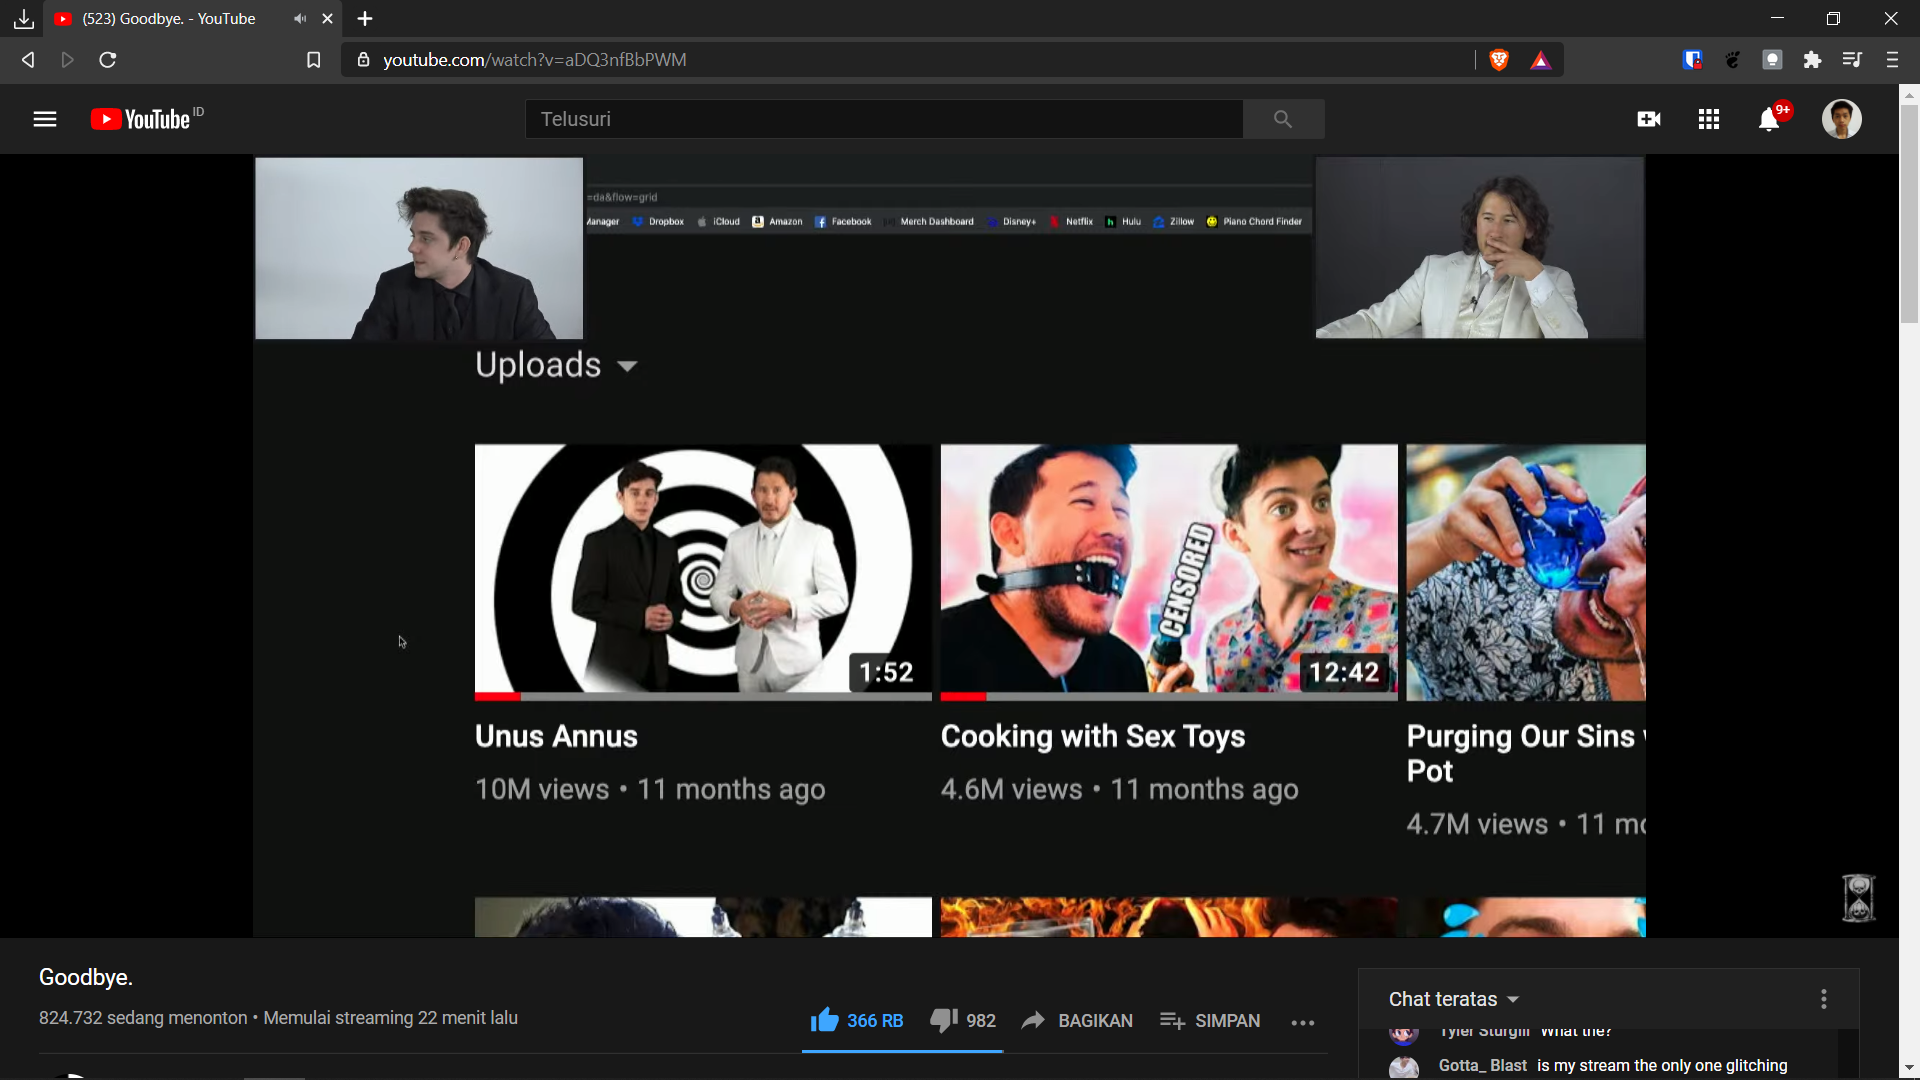 (523) Goodbye. - YouTube
youtube.com/watch?v=aDQ3nfBbPWM
YouTube ID
Telusuri
9+
=da&flow=grid
Manager Dropbox iCloud Amazon Facebook Merch Dashboard Disney+ Netflix Hulu Zillow Piano Chord Finder
Uploads
CENSORED
1:52
12:42
Unus Annus
10M views • 11 months ago
Cooking with Sex Toys
4.6M views • 11 months ago
Purging Our Sins
Pot
4.7M views • 11 mo
Goodbye.
824.732 sedang menonton • Memulai streaming 22 menit lalu
366 RB
982
BAGIKAN
SIMPAN
Chat teratas
Tyler Sturgill What the?
Gotta_ Blast is my stream the only one glitching